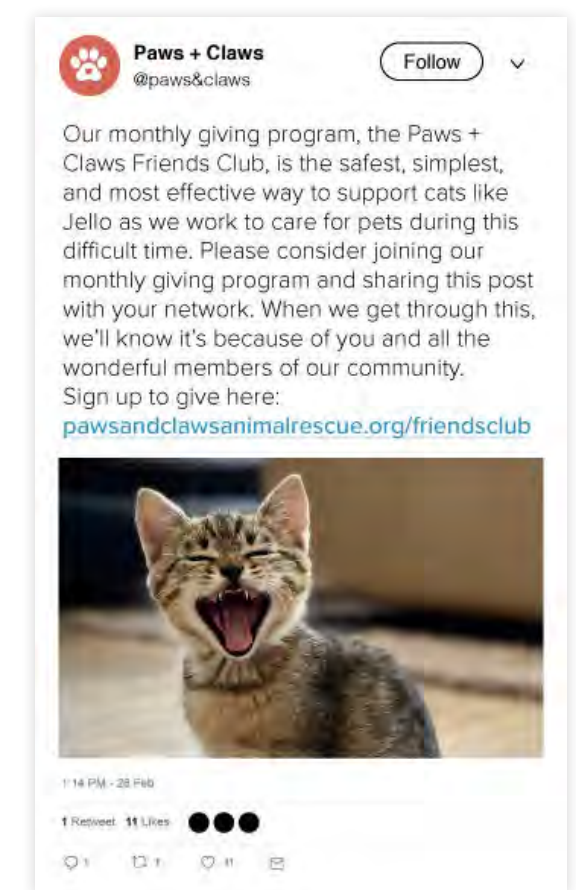 Paws + Claws
@paws&claws
Follow
Our monthly giving program, the Paws +
Claws Friends Club, is the safest, simplest,
and most effective way to support cats like
Jello as we work to care for pets during this
difficult time. Please consider joining our
monthly giving program and sharing this post
with your network. When we get through this,
we'll know it's because of you and all the
wonderful members of our community.
Sign up to give here:
pawsandclawsanimalrescue.org/friendsclub
1:14 PM - 28 Feb
1 Retweet 11 Likes
1 1 11